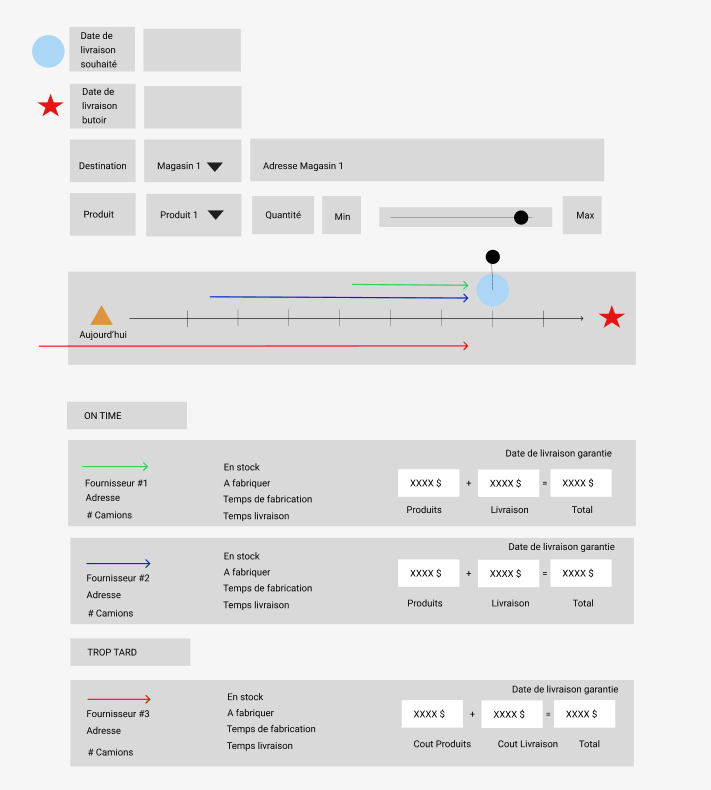 Date de
livraison
souhaité
Date de
livraison
butoir
Destination
Magasin 1
Adresse Magasin 1
Produit
Produit 1
Quantité
Min
Max
Aujourd'hui
ON TIME
Date de livraison garantie
Fournisseur #1
Adresse
# Camions
En stock
A fabriquer
Temps de fabrication
Temps livraison
XXXX $ + XXXX $ = XXXX $
Produits
Livraison
Total
Date de livraison garantie
Fournisseur #2
Adresse
# Camions
En stock
A fabriquer
Temps de fabrication
Temps livraison
XXXX $ + XXXX $ = XXXX $
Produits
Livraison
Total
TROP TARD
Date de livraison garantie
Fournisseur #3
Adresse
# Camions
En stock
A fabriquer
Temps de fabrication
Temps livraison
XXXX $ + XXXX $ = XXXX $
Cout Produits
Cout Livraison
Total